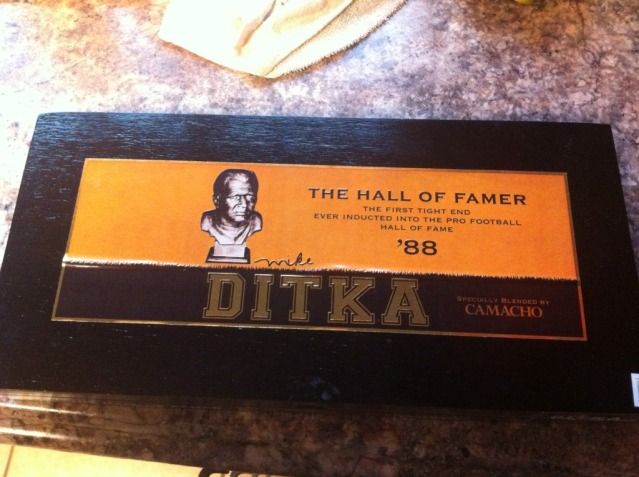 THE HALL OF FAMER
THE FIRST TIGHT END
EVER INDUCTED INTO THE PRO FOOTBALL
HALL OF FAME
'88
mike
DITKA
SPECIALLY BLENDED BY
CAMACHO